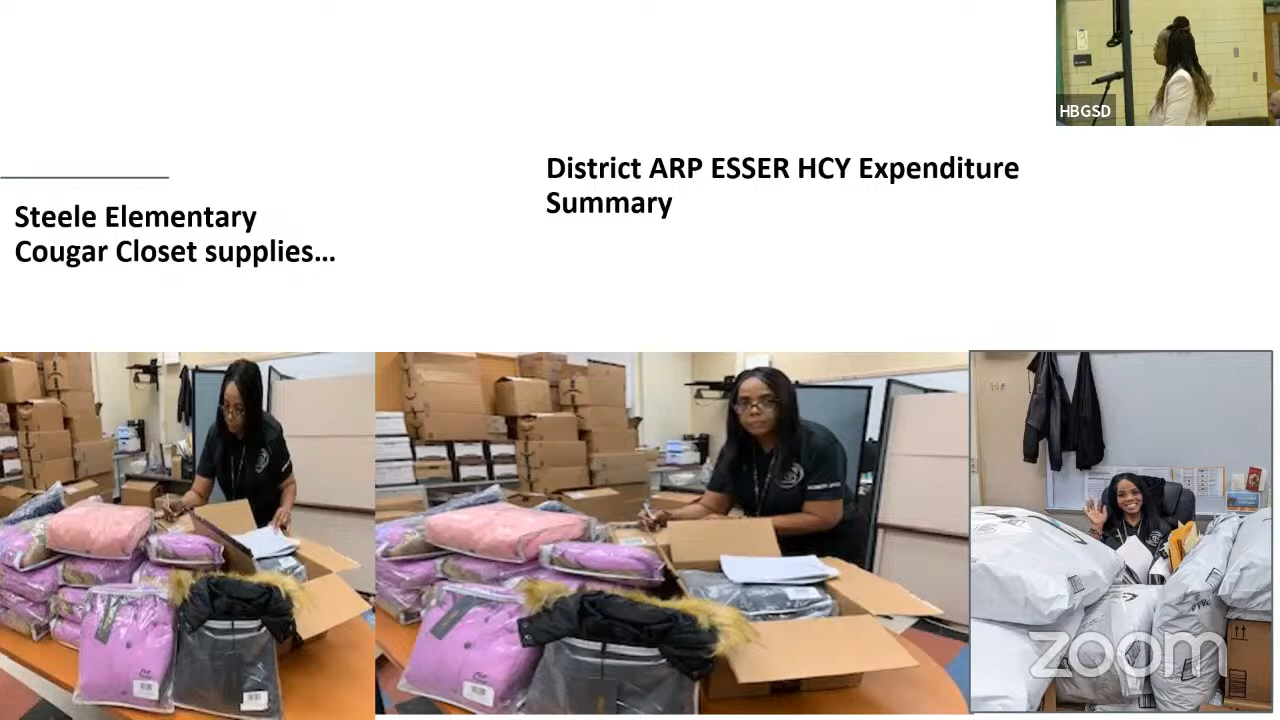 HBGSD
District ARP ESSER HCY Expenditure
Summary
Steele Elementary
Cougar Closet supplies...
zoom